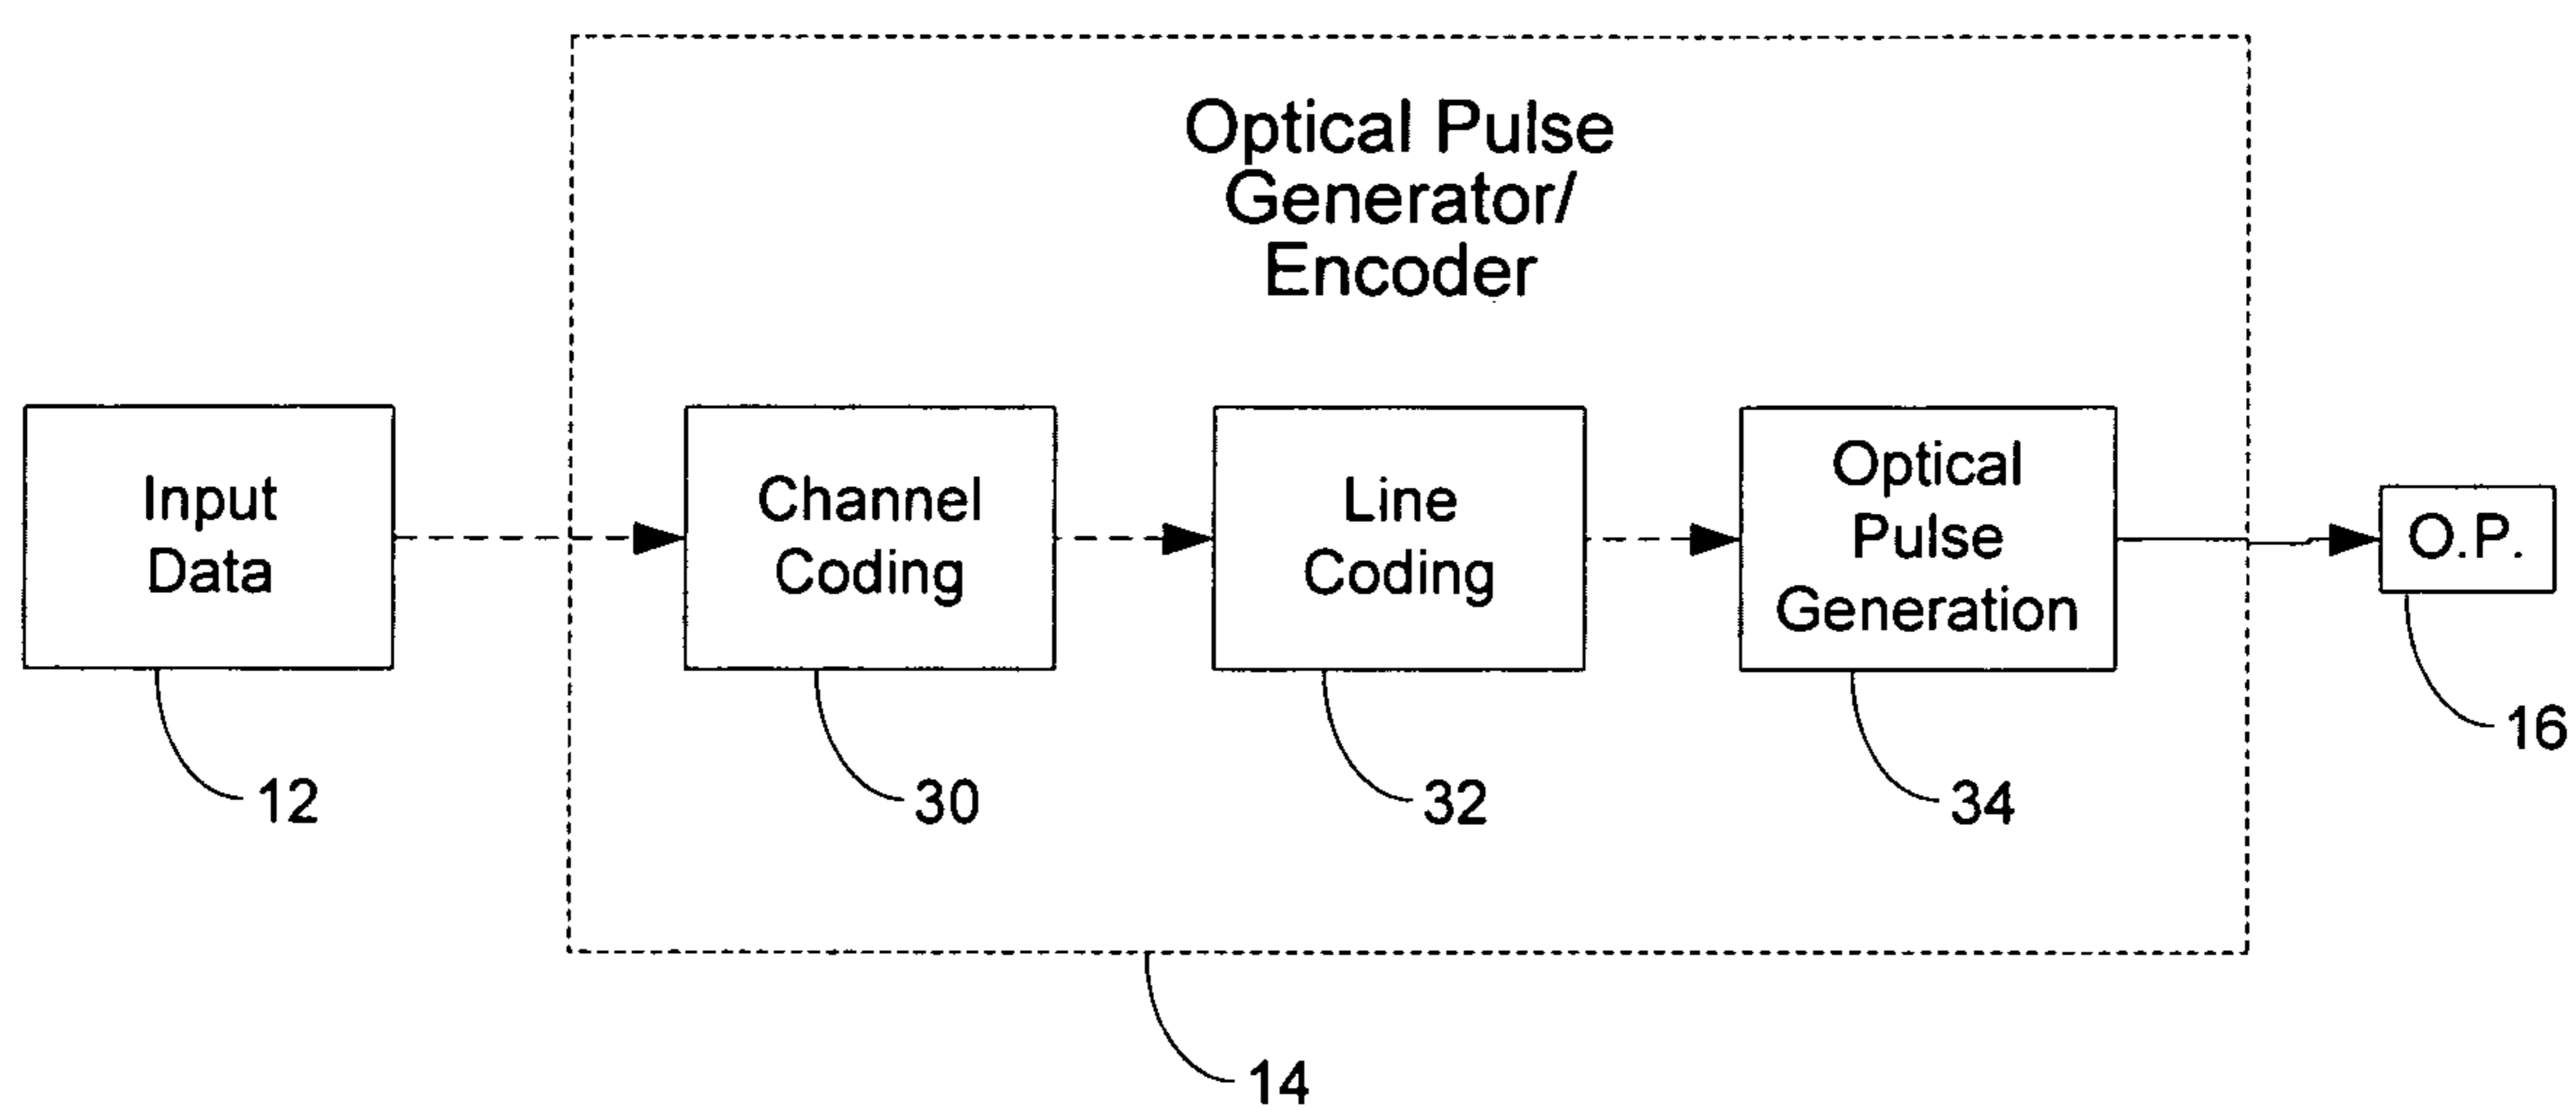 Optical Pulse
Generator/
Encoder
Input
Data
Channel
Coding
Line
Coding
Optical
Pulse
Generation
O.P.
12
30
32
34
16
14